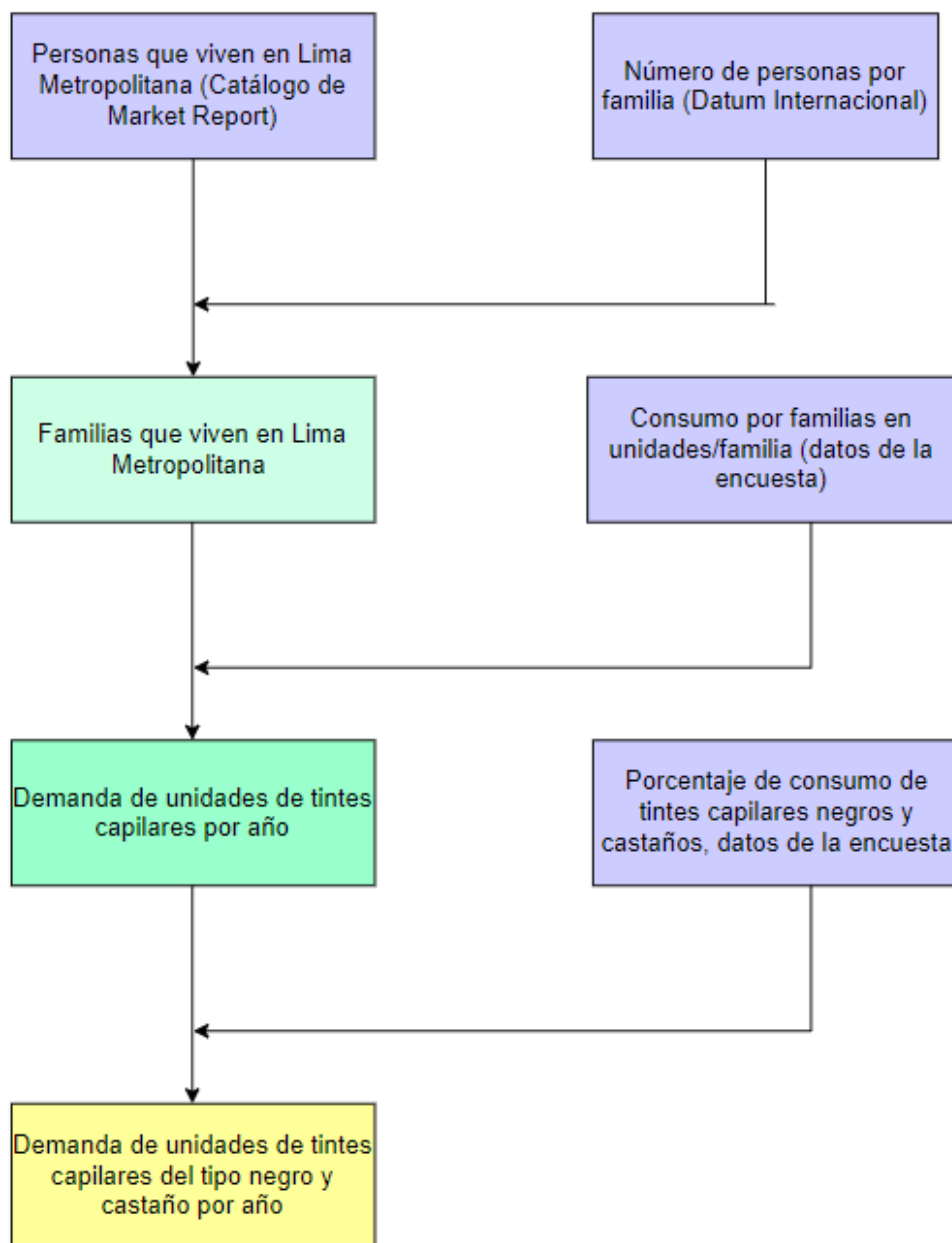 Personas que viven en Lima
Metropolitana (Catálogo de
Market Report)
Número de personas por
familia (Datum Internacional)
Familias que viven en Lima
Metropolitana
Consumo por familias en
unidades/familia (datos de la
encuesta)
Demanda de unidades de tintes
capilares por año
Porcentaje de consumo de
tintes capilares negros y
castaños, datos de la encuesta
Demanda de unidades de tintes
capilares del tipo negro y
castaño por año